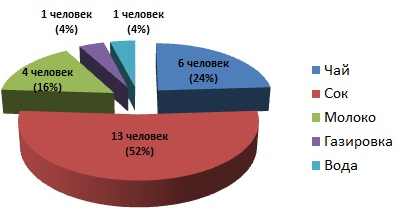 1 человек
(4%)
1 человек
(4%)
4 человек
(16%)
6 человек
(24%)
13 человек
(52%)
Чай
Сок
Молоко
Газировка
Вода